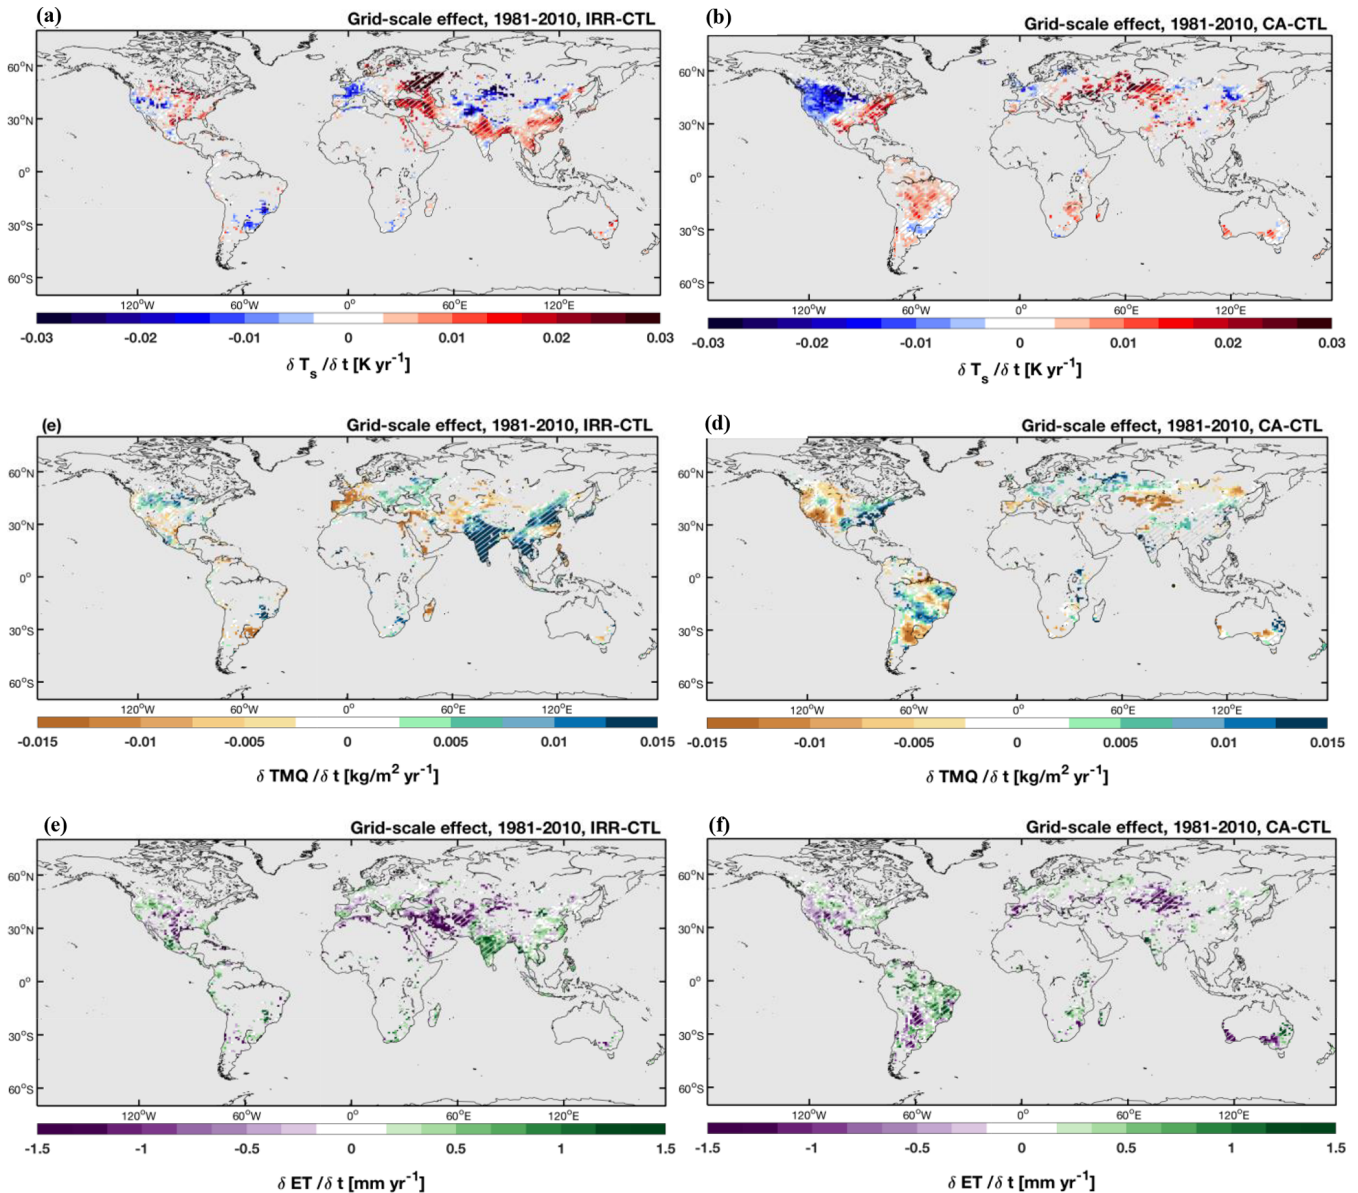 (a) Grid-scale effect, 1981-2010, IRR-CTL
60°N
30°N
0°
30°S
60°S
120°W 60°W 0° 60°E 120°E
-0.03 -0.02 -0.01 0 0.01 0.02 0.03
δ Ts /δ t [K yr-1]
(b) Grid-scale effect, 1981-2010, CA-CTL
60°N
30°N
0°
30°S
60°S
120°W 60°W 0° 60°E 120°E
-0.03 -0.02 -0.01 0 0.01 0.02 0.03
δ Ts /δ t [K yr-1]
(e) Grid-scale effect, 1981-2010, IRR-CTL
60°N
30°N
0°
30°S
60°S
120°W 60°W 0° 60°E 120°E
-0.015 -0.01 -0.005 0 0.005 0.01 0.015
δ TMQ /δ t [kg/m2 yr-1]
(d) Grid-scale effect, 1981-2010, CA-CTL
60°N
30°N
0°
30°S
60°S
120°W 60°W 0° 60°E 120°E
-0.015 -0.01 -0.005 0 0.005 0.01 0.015
δ TMQ /δ t [kg/m2 yr-1]
(e) Grid-scale effect, 1981-2010, IRR-CTL
60°N
30°N
0°
30°S
60°S
120°W 60°W 0° 60°E 120°E
-1.5 -1 -0.5 0 0.5 1 1.5
δ ET /δ t [mm yr-1]
(f) Grid-scale effect, 1981-2010, CA-CTL
60°N
30°N
0°
30°S
60°S
120°W 60°W 0° 60°E 120°E
-1.5 -1 -0.5 0 0.5 1 1.5
δ ET /δ t [mm yr-1]